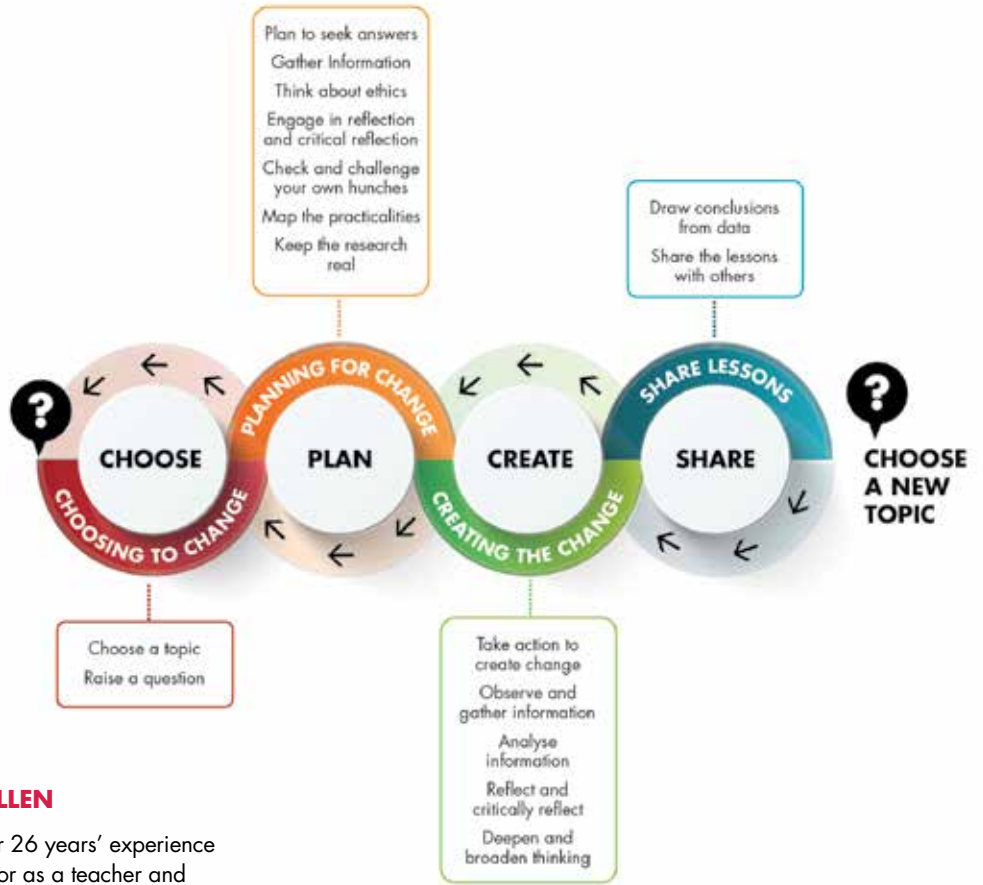 Plan to seek answers
Gather Information
Think about ethics
Engage in reflection
and critical reflection
Check and challenge
your own hunches
Map the practicalities
Keep the research
real
Draw conclusions
from data
Share the lessons
with others
?
CHOOSE
CHOOSING TO CHANGE
PLANNING FOR CHANGE
PLAN
CREATE
CREATING THE CHANGE
SHARE LESSONS
SHARE
?
CHOOSE
A NEW
TOPIC
Choose a topic
Raise a question
Take action to
create change
Observe and
gather information
Analyse
information
Reflect and
critically reflect
Deepen and
broaden thinking
LLEN
r 26 years’ experience
or as a teacher and